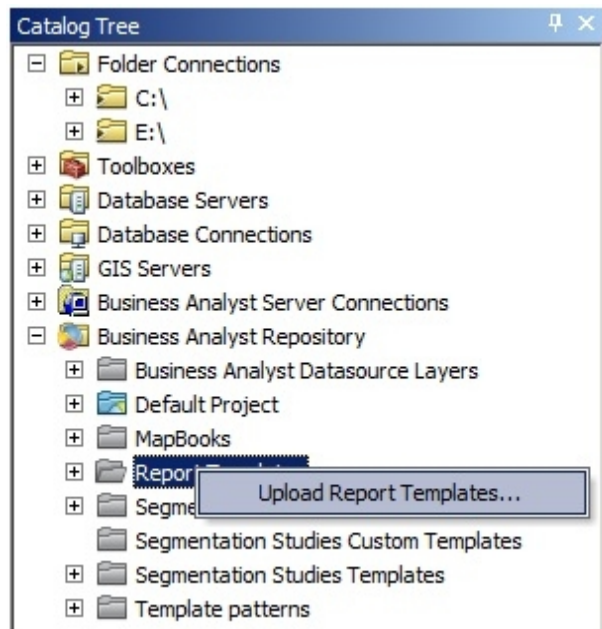 Catalog Tree
Folder Connections
C:\
E:\
Toolboxes
Database Servers
Database Connections
GIS Servers
Business Analyst Server Connections
Business Analyst Repository
Business Analyst Datasource Layers
Default Project
MapBooks
Report
Upload Report Templates...
Segmentation Studies Custom Templates
Segmentation Studies Templates
Template patterns